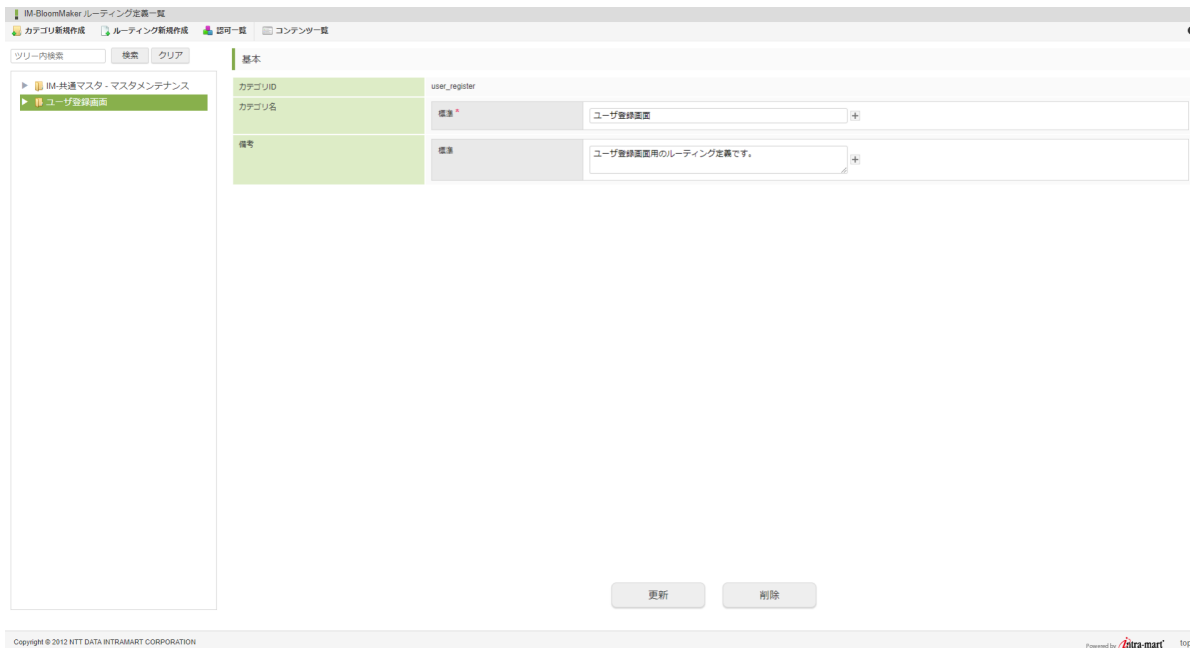 IM-BloomMaker ルーティング定義一覧
カテゴリ新規作成 ルーティング新規作成 認可一覧 コンテンツ一覧
ツリー内検索 検索 クリア
基本
IM-共通マスタ - マスタメンテナンス
ユーザ登録画面
カテゴリID user_register
カテゴリ名 標準 * ユーザ登録画面
備考 標準 ユーザ登録画面用のルーティング定義です。
更新 削除
Copyright © 2012 NTT DATA INTRAMART CORPORATION
Powered by intra-mart top